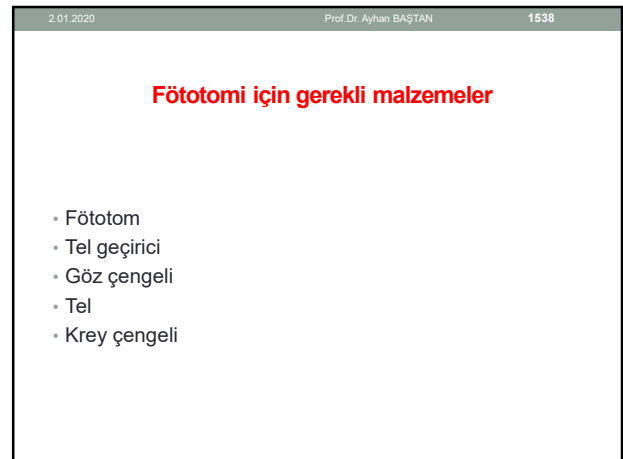 2.01.2020 Prof.Dr. Ayhan BAŞTAN 1538
Fötotomi için gerekli malzemeler
• Fötotom
• Tel geçirici
• Göz çengeli
• Tel
• Krey çengeli